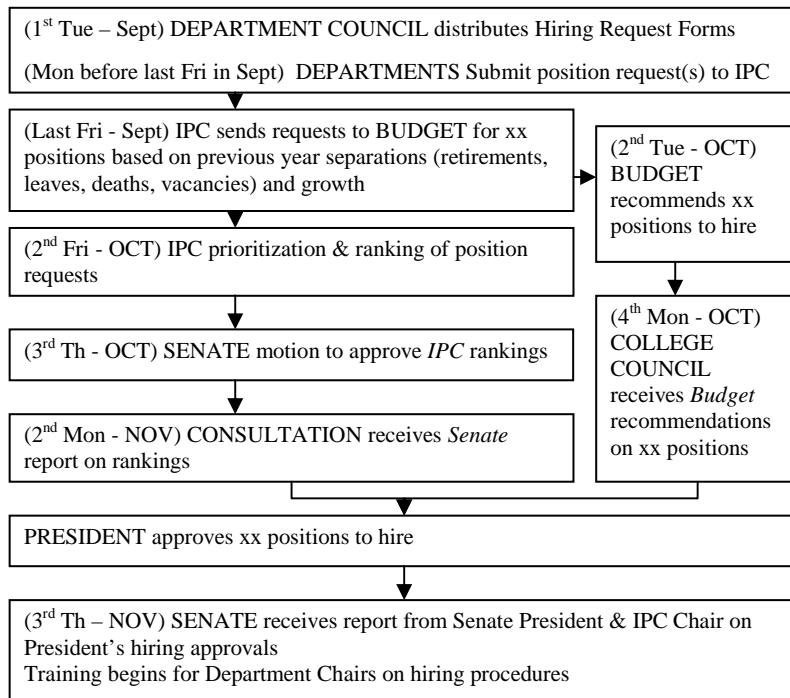 (1st Tue – Sept) DEPARTMENT COUNCIL distributes Hiring Request Forms
(Mon before last Fri in Sept) DEPARTMENTS Submit position request(s) to IPC
(Last Fri - Sept) IPC sends requests to BUDGET for xx
positions based on previous year separations (retirements,
leaves, deaths, vacancies) and growth
(2nd Tue - OCT)
BUDGET
recommends xx
positions to hire
(2nd Fri - OCT) IPC prioritization & ranking of position
requests
(3rd Th - OCT) SENATE motion to approve IPC rankings
(4th Mon - OCT)
COLLEGE
COUNCIL
receives Budget
recommendations
on xx positions
(2nd Mon - NOV) CONSULTATION receives Senate
report on rankings
PRESIDENT approves xx positions to hire
(3rd Th – NOV) SENATE receives report from Senate President & IPC Chair on
President’s hiring approvals
Training begins for Department Chairs on hiring procedures